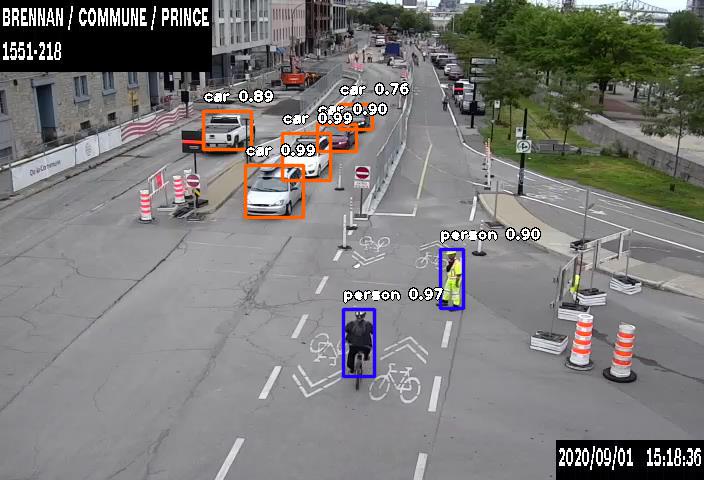 BRENNAN / COMMUNE / PRINCE
1551-218
car 0.89
car 0.76
car 0.90
car 0.99
car 0.99
person 0.90
person 0.97
2020/09/01 15:18:36